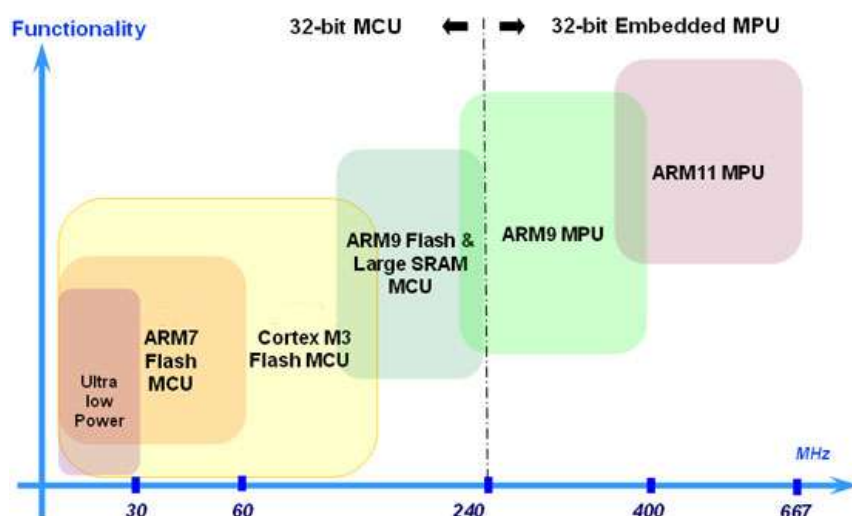 Functionality
32-bit MCU
32-bit Embedded MPU
ARM11 MPU
ARM9 Flash &
Large SRAM
MCU
ARM9 MPU
ARM7
Flash
MCU
Cortex M3
Flash MCU
Ultra
low
Power
MHz
30
60
240
400
667